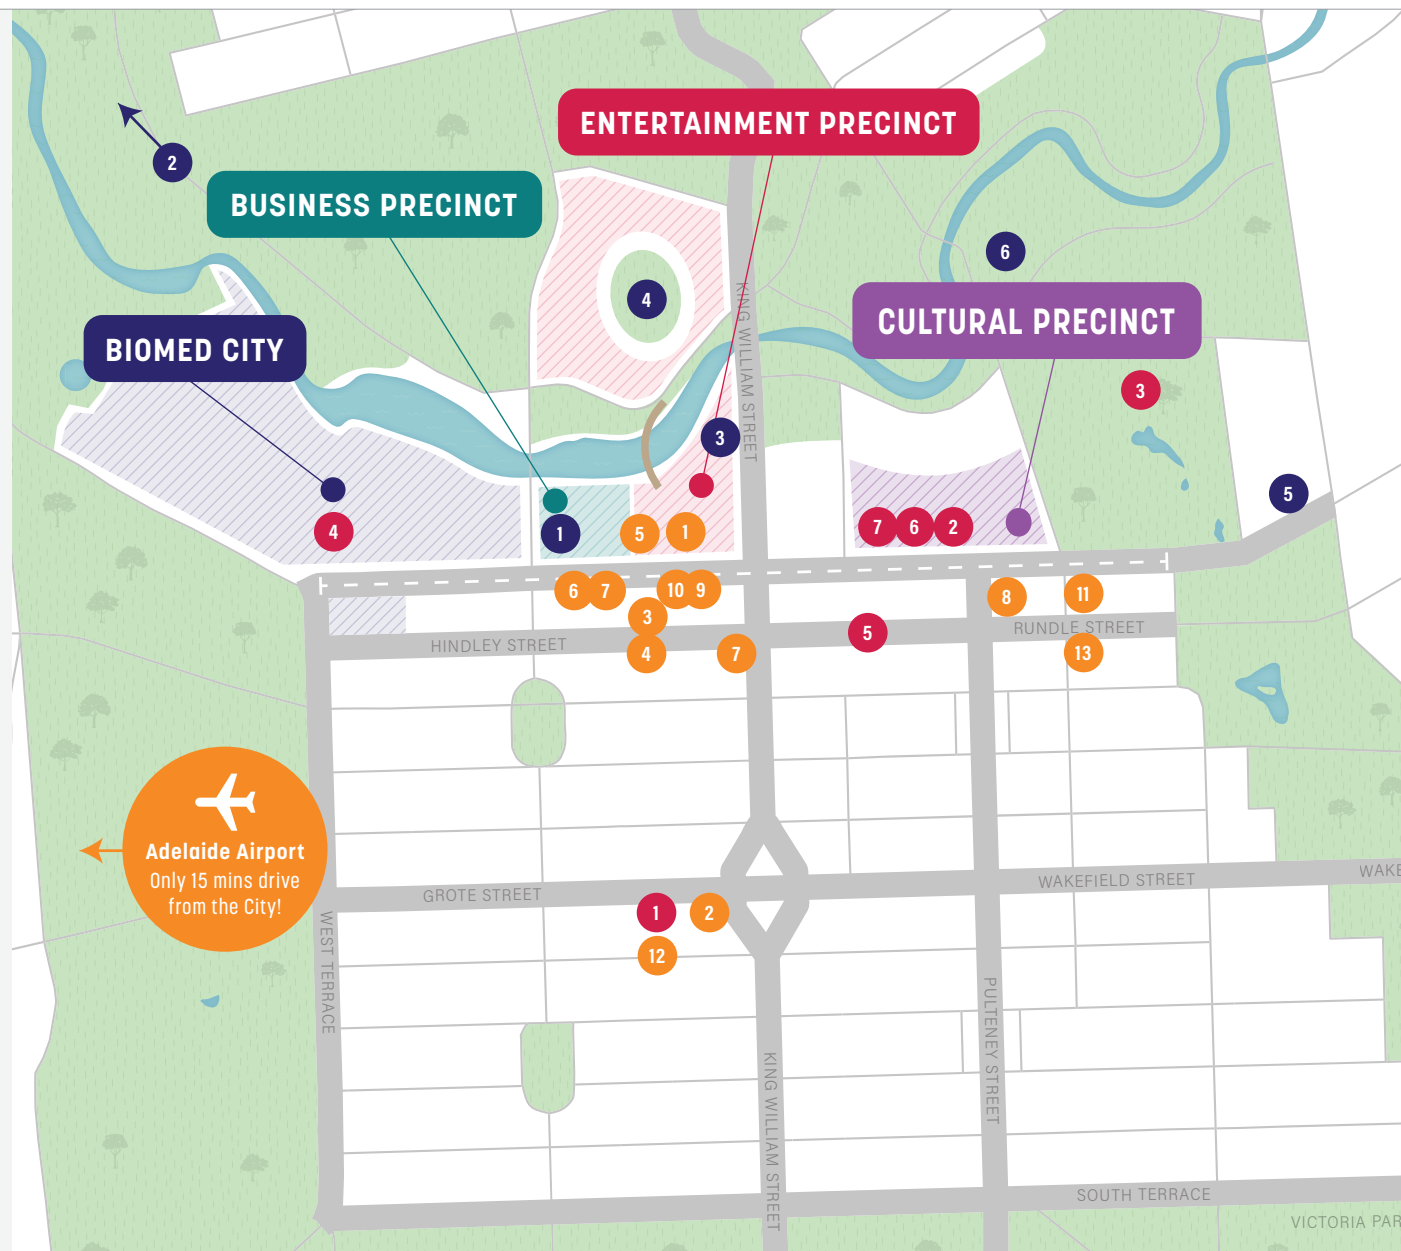 ENTERTAINMENT PRECINCT
2
BUSINESS PRECINCT
6
4
KING WILLIAM STREET
CULTURAL PRECINCT
BIOMED CITY
3
3
5
4
1
5
1
7
6
2
6
7
10
9
8
11
3
HINDLEY STREET
5
RUNDLE STREET
4
7
13
Adelaide Airport
Only 15 mins drive
from the City!
GROTE STREET
WAKEFIELD STREET
WAKE
1
2
12
WEST TERRACE
PULTENEY STREET
KING WILLIAM STREET
SOUTH TERRACE
VICTORIA PAR